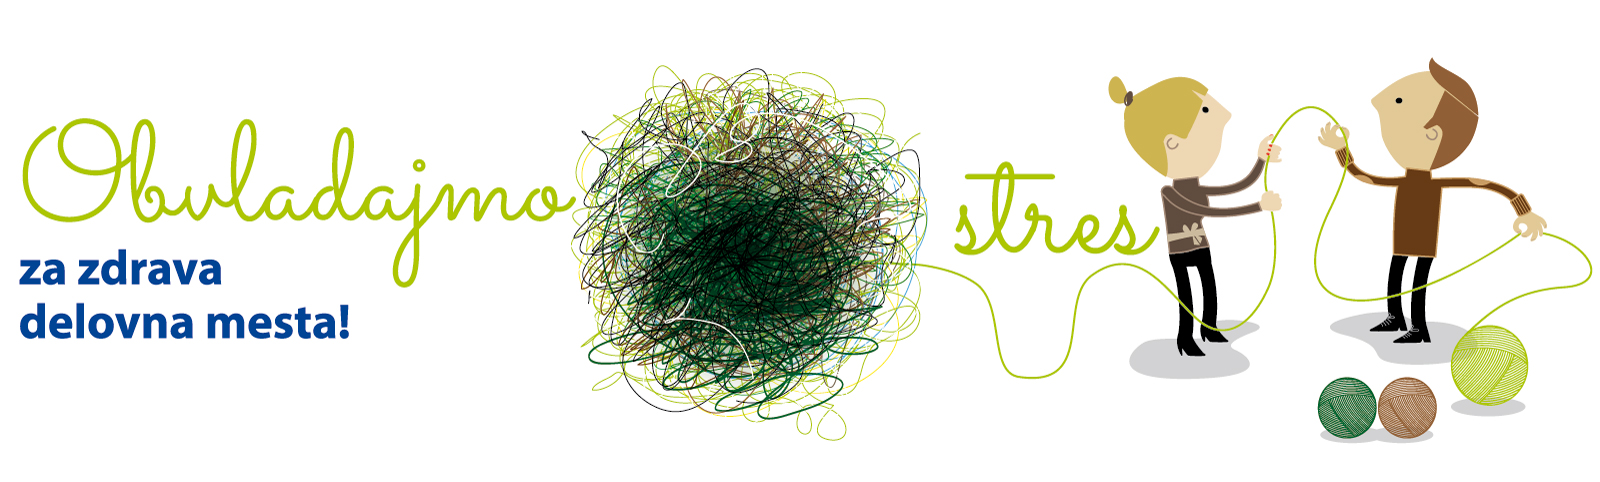 Obvladajmo stres
za zdrava
delovna mesta!